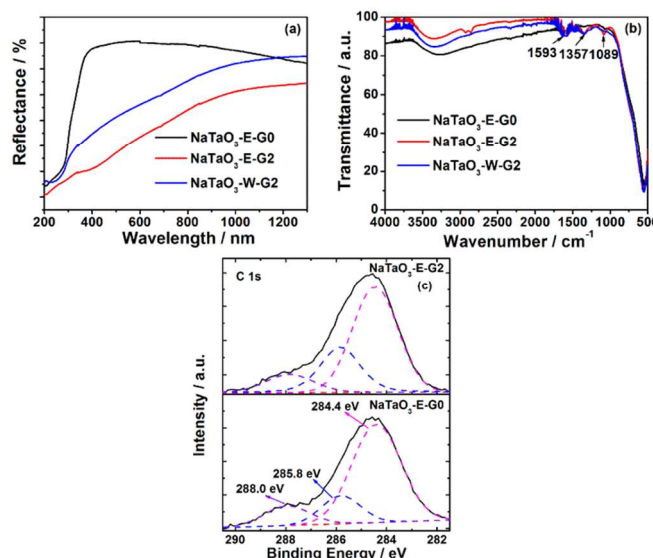 (a)
Reflectance / %
NaTaO3-E-G0
NaTaO3-E-G2
NaTaO3-W-G2
200 400 600 800 1000 1200
Wavelength / nm
(b)
Transmittance / a.u.
100
80
60
40
20
0
1593 1357 1089
NaTaO3-E-G0
NaTaO3-E-G2
NaTaO3-W-G2
4000 3500 3000 2500 2000 1500 1000 500
Wavenumber / cm-1
C 1s
NaTaO3-E-G2
(c)
Intensity / a.u.
NaTaO3-E-G0
284.4 eV
285.8 eV
288.0 eV
290 288 286 284 282
Binding Energy / eV